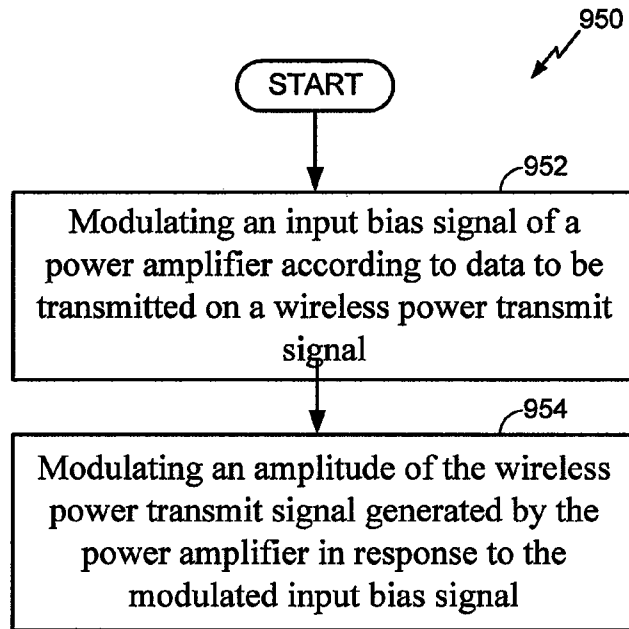 950
START
952
Modulating an input bias signal of a
power amplifier according to data to be
transmitted on a wireless power transmit
signal
954
Modulating an amplitude of the wireless
power transmit signal generated by the
power amplifier in response to the
modulated input bias signal